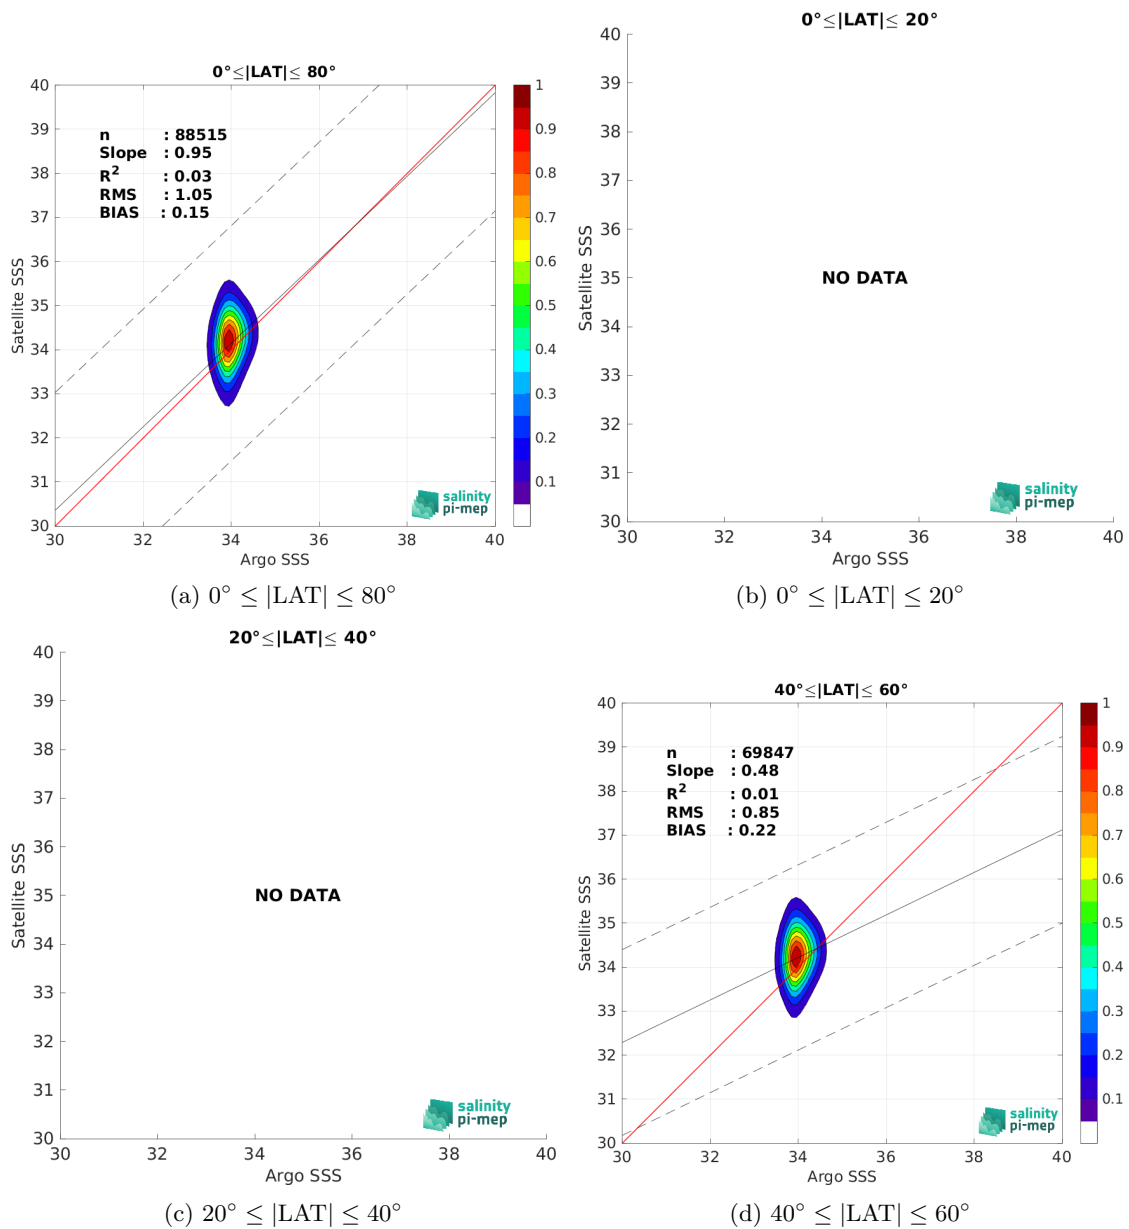 0°≤|LAT|≤ 80°
40
39
38
37
36
35
34
33
32
31
30
Satellite SSS
n : 88515
Slope : 0.95
R² : 0.03
RMS : 1.05
BIAS : 0.15
salinity
pi-mep
30 32 34 36 38 40
Argo SSS
1
0.9
0.8
0.7
0.6
0.5
0.4
0.3
0.2
0.1
(a) 0° ≤ |LAT| ≤ 80°
0°≤|LAT|≤ 20°
40
39
38
37
36
35
34
33
32
31
30
Satellite SSS
NO DATA
salinity
pi-mep
30 32 34 36 38 40
Argo SSS
(b) 0° ≤ |LAT| ≤ 20°
20°≤|LAT|≤ 40°
40
39
38
37
36
35
34
33
32
31
30
Satellite SSS
NO DATA
salinity
pi-mep
30 32 34 36 38 40
Argo SSS
(c) 20° ≤ |LAT| ≤ 40°
40°≤|LAT|≤ 60°
40
39
38
37
36
35
34
33
32
31
30
Satellite SSS
n : 69847
Slope : 0.48
R² : 0.01
RMS : 0.85
BIAS : 0.22
salinity
pi-mep
30 32 34 36 38 40
Argo SSS
1
0.9
0.8
0.7
0.6
0.5
0.4
0.3
0.2
0.1
(d) 40° ≤ |LAT| ≤ 60°